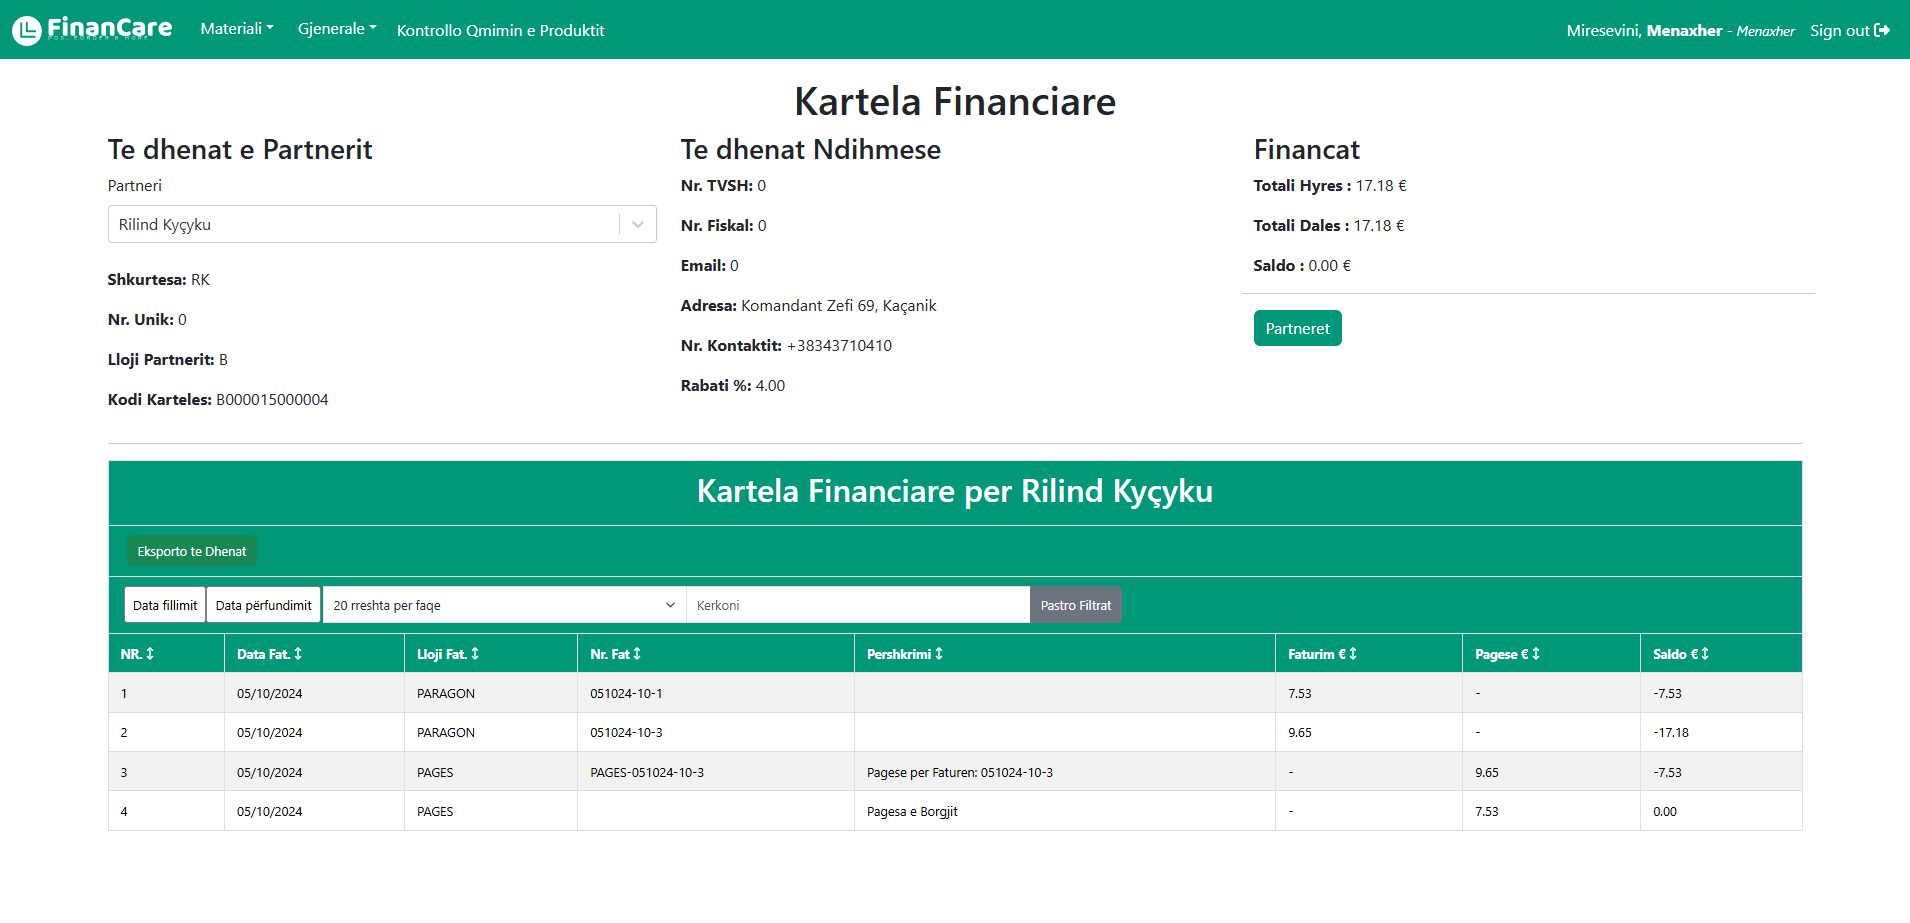 FinanCare Materiali Gjenerale Kontrollo Qmimin e Produktit Miresevini, Menaxher - Menaxher Sign out
Kartela Financiare
Te dhenat e Partnerit
Partneri
Rilind Kyçyku
Shkurtesa: RK
Nr. Unik: 0
Lloji Partnerit: B
Kodi Karteles: B000015000004
Te dhenat Ndihmese
Nr. TVSH: 0
Nr. Fiskal: 0
Email: 0
Adresa: Komandant Zefi 69, Kaçanik
Nr. Kontaktit: +38343710410
Rabati %: 4.00
Financat
Totali Hyres : 17.18 €
Totali Dales : 17.18 €
Saldo : 0.00 €
Partneret
Kartela Financiare per Rilind Kyçyku
Eksporto te Dhenat
Data fillimit Data përfundimit 20 rreshta per faqe Kerkoni Pastro Filtrat
NR. Data Fat. Lloji Fat. Nr. Fat Pershkrimi Faturim € Pagese € Saldo €
1 05/10/2024 PARAGON 051024-10-1 7.53 - -7.53
2 05/10/2024 PARAGON 051024-10-3 9.65 - -17.18
3 05/10/2024 PAGES PAGES-051024-10-3 Pagese per Faturen: 051024-10-3 - 9.65 -7.53
4 05/10/2024 PAGES Pagesa e Borgjit - 7.53 0.00